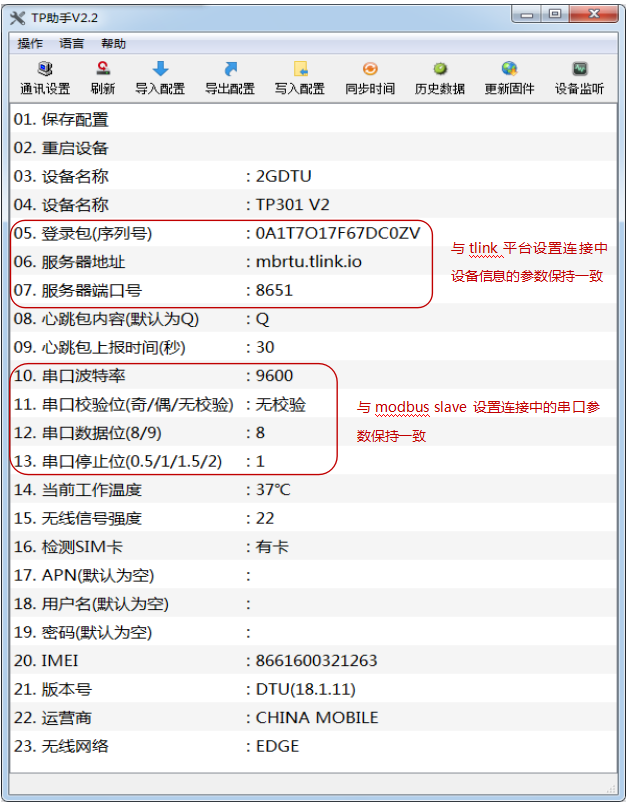 TP助手V2.2
操作 语言 帮助
通讯设置 刷新 导入配置 导出配置 写入配置 同步时间 历史数据 更新固件 设备监听
01. 保存配置
02. 重启设备
03. 设备名称 : 2GDTU
04. 设备名称 : TP301 V2
05. 登录包(序列号) : 0A1T7O17F67DC0ZV
与 tlink 平台设置连接中
06. 服务器地址 : mbrtu.tlink.io
设备信息的参数保持一致
07. 服务器端口号 : 8651
08. 心跳包内容(默认为Q) : Q
09. 心跳包上报时间(秒) : 30
10. 串口波特率 : 9600
11. 串口校验位(奇/偶/无校验) : 无校验
与 modbus slave 设置连接中的串口参
12. 串口数据位(8/9) : 8
数保持一致
13. 串口停止位(0.5/1/1.5/2) : 1
14. 当前工作温度 : 37℃
15. 无线信号强度 : 22
16. 检测SIM卡 : 有卡
17. APN(默认为空) :
18. 用户名(默认为空) :
19. 密码(默认为空) :
20. IMEI : 8661600321263
21. 版本号 : DTU(18.1.11)
22. 运营商 : CHINA MOBILE
23. 无线网络 : EDGE